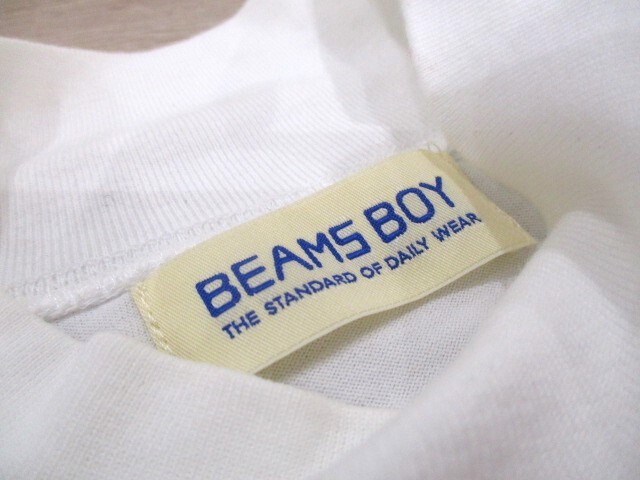 BEAMS BOY
THE STANDARD OF DAILY WEAR